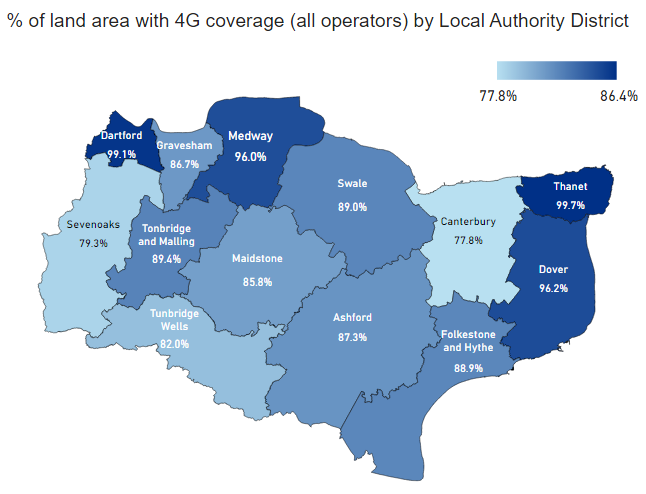 % of land area with 4G coverage (all operators) by Local Authority District
77.8%
86.4%
Dartford
99.1%
Gravesham
86.7%
Medway
96.0%
Swale
89.0%
Thanet
99.7%
Canterbury
77.8%
Sevenoaks
79.3%
Tonbridge
and Malling
89.4%
Maidstone
85.8%
Dover
96.2%
Tunbridge
Wells
82.0%
Ashford
87.3%
Folkestone
and Hythe
88.9%